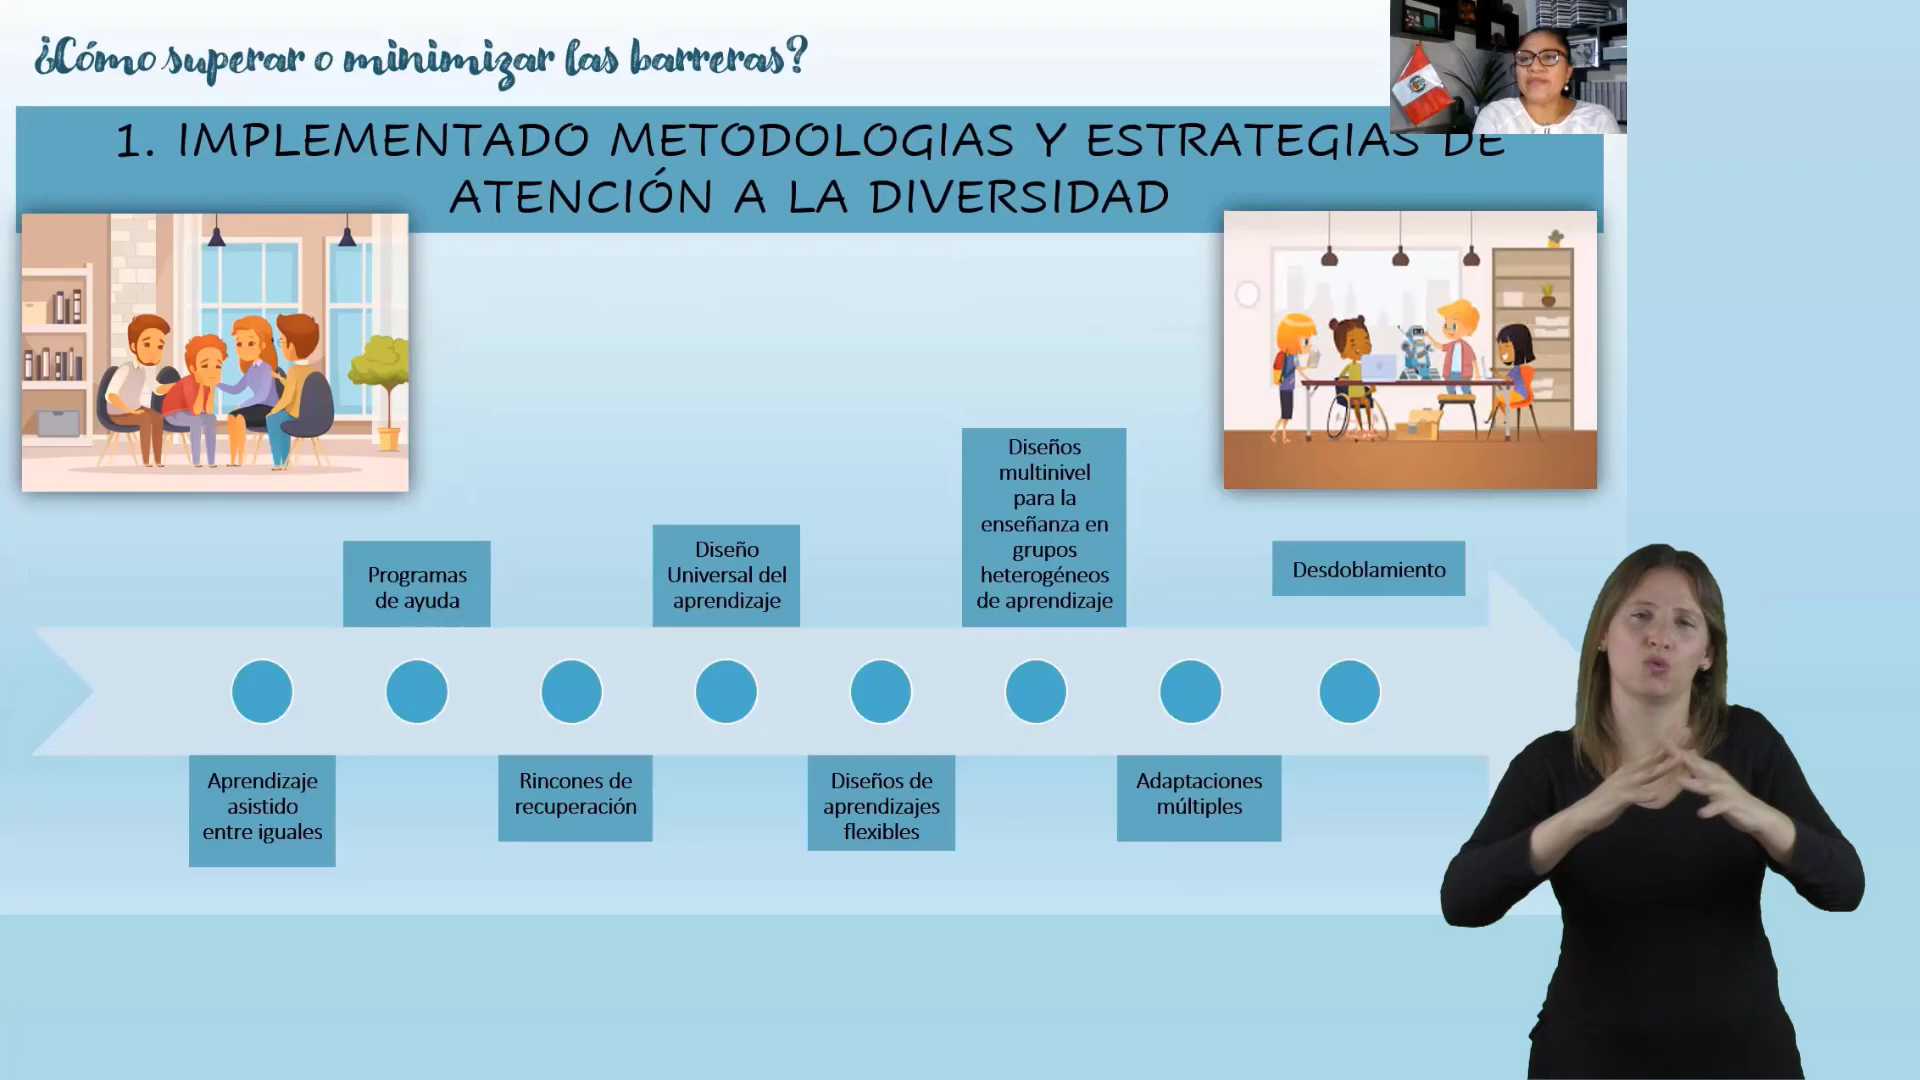 ¿Cómo superar o minimizar las barreras?
1. IMPLEMENTADO METODOLOGIAS Y ESTRATEGIAS DE
ATENCIÓN A LA DIVERSIDAD
Programas
de ayuda
Diseño
Universal del
aprendizaje
Diseños
multinivel
para la
enseñanza en
grupos
heterogéneos
de aprendizaje
Desdoblamiento
Aprendizaje
asistido
entre iguales
Rincones de
recuperación
Diseños de
aprendizajes
flexibles
Adaptaciones
múltiples